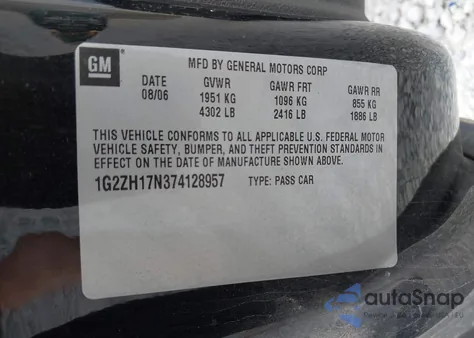 GM
MFD BY GENERAL MOTORS CORP
DATE GVWR GAWR FRT GAWR RR
08/06 1951 KG 1096 KG 855 KG
4302 LB 2416 LB 1886 LB
THIS VEHICLE CONFORMS TO ALL APPLICABLE U.S. FEDERAL MOTOR
VEHICLE SAFETY, BUMPER, AND THEFT PREVENTION STANDARDS IN
EFFECT ON THE DATE OF MANUFACTURE SHOWN ABOVE.
1G2ZH17N374128957 TYPE: PASS CAR
autoSnap